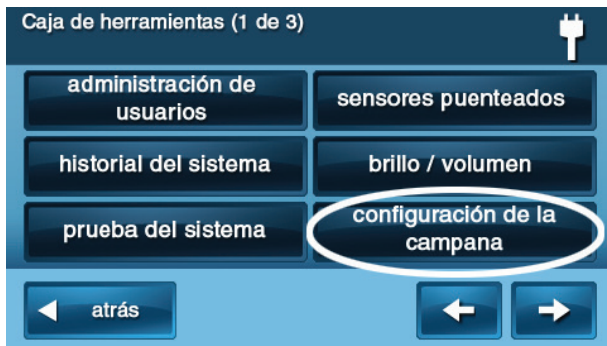 Caja de herramientas (1 de 3)
administración de
usuarios
sensores puenteados
historial del sistema
brillo / volumen
prueba del sistema
configuración de la
campana
atrás